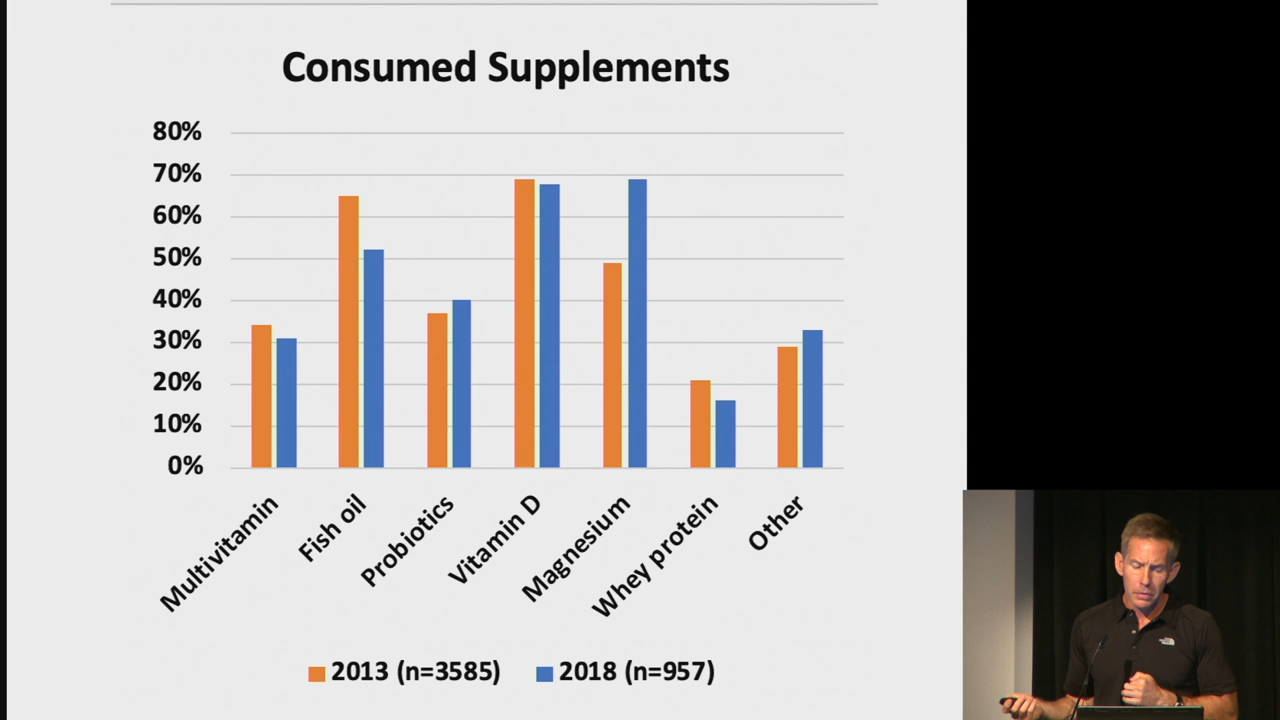 Consumed Supplements
80%
70%
60%
50%
40%
30%
20%
10%
0%
Multivitamin
Fish oil
Probiotics
Vitamin D
Magnesium
Whey protein
Other
2013 (n=3585)
2018 (n=957)